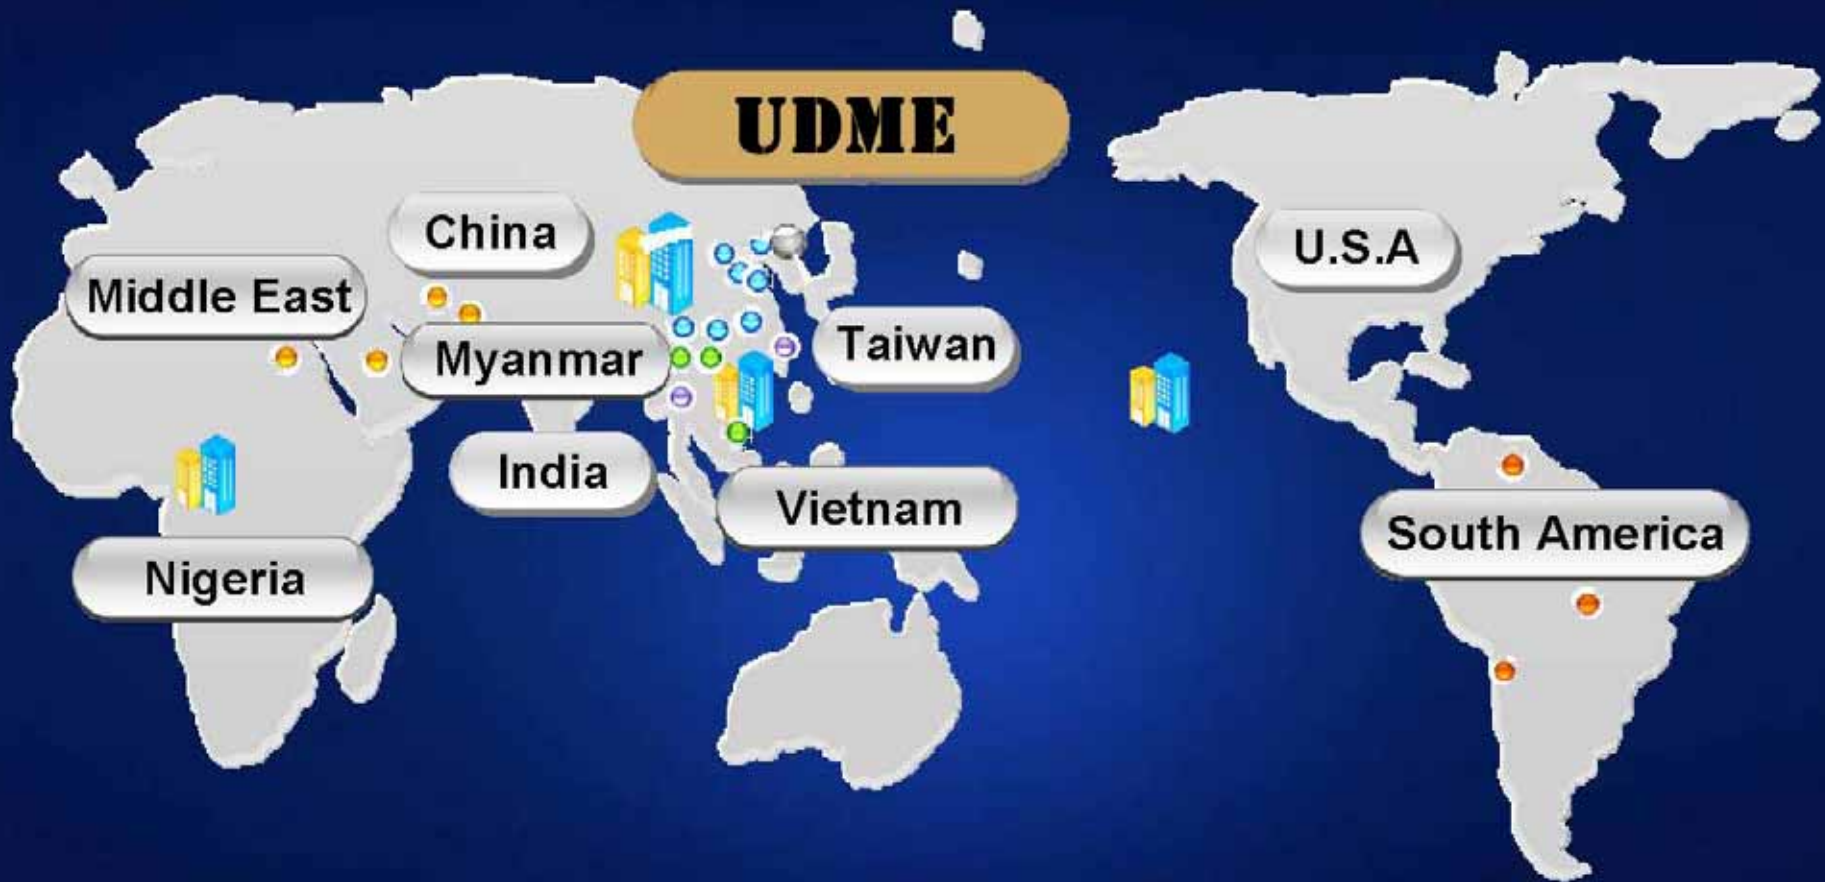 UDME
China
U.S.A
Middle East
Taiwan
Myanmar
India
Vietnam
South America
Nigeria